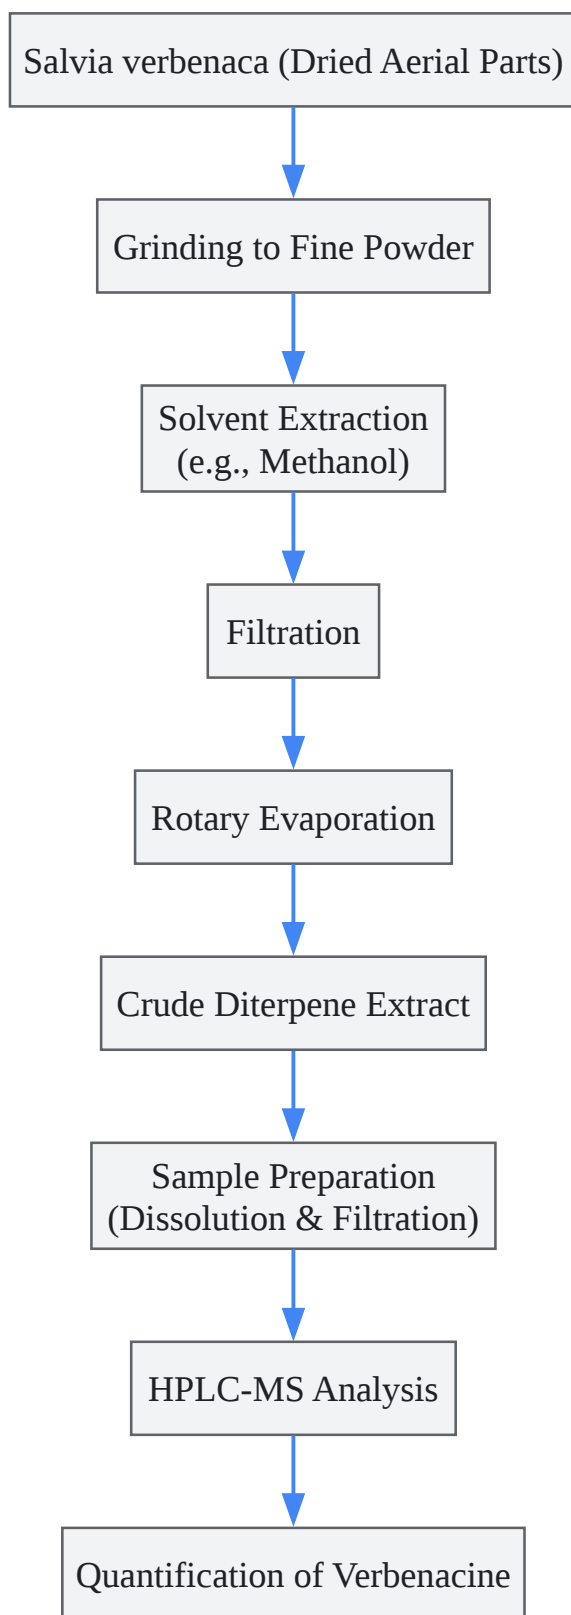 Salvia verbenaca (Dried Aerial Parts)
Grinding to Fine Powder
Solvent Extraction
(e.g., Methanol)
Filtration
Rotary Evaporation
Crude Diterpene Extract
Sample Preparation
(Dissolution & Filtration)
HPLC-MS Analysis
Quantification of Verbenacine